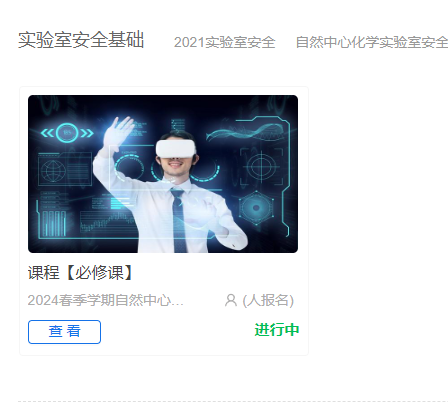 实验室安全基础 2021实验室安全 自然中心化学实验室安全
课程【必修课】
2024春季学期自然中心... (人报名)
查 看 进行中